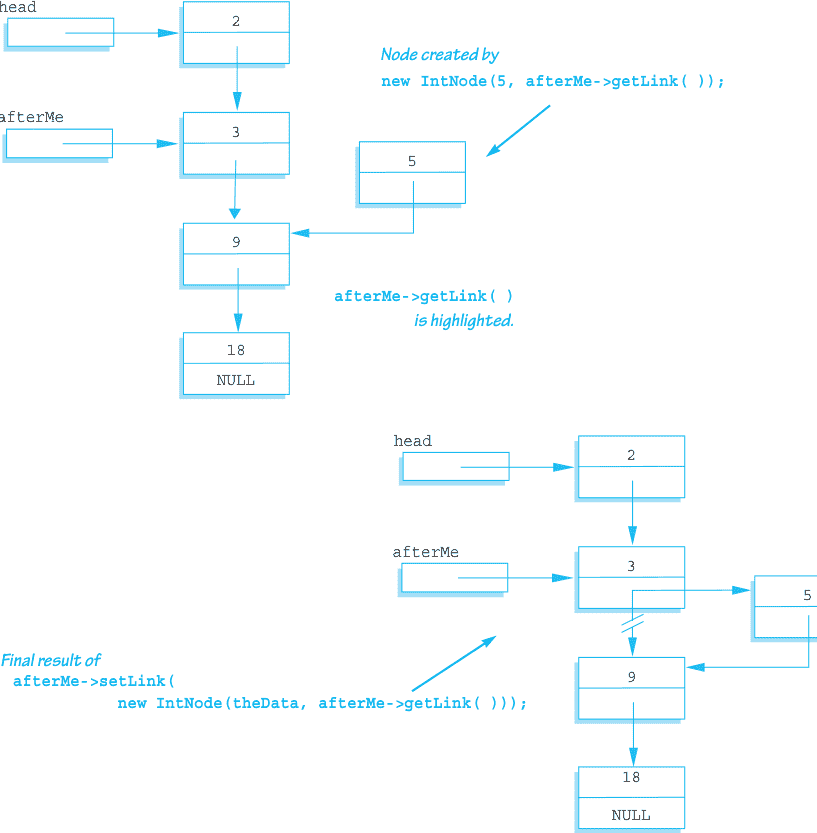 head
2
Node created by
new IntNode(5, afterMe->getLink( ));
afterMe
3
5
9
afterMe->getLink( )
is highlighted.
18
NULL
head
2
afterMe
3
5
Final result of
afterMe->setLink(
new IntNode(theData, afterMe->getLink( )));
9
18
NULL